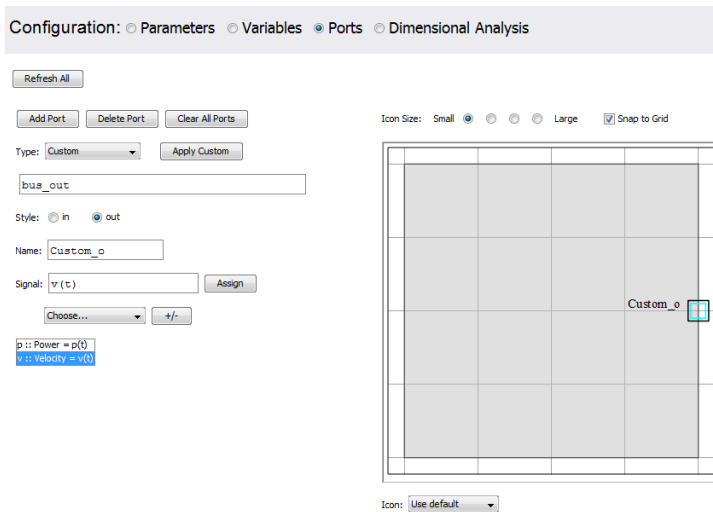 Configuration: Parameters Variables Ports Dimensional Analysis
Refresh All
Add Port Delete Port Clear All Ports
Icon Size: Small Large Snap to Grid
Type: Custom Apply Custom
bus_out
Style: in out
Name: Custom_o
Signal: v(t) Assign
Custom_o
Choose... +/-
p :: Power = p(t)
v :: Velocity = v(t)
Icon: Use default